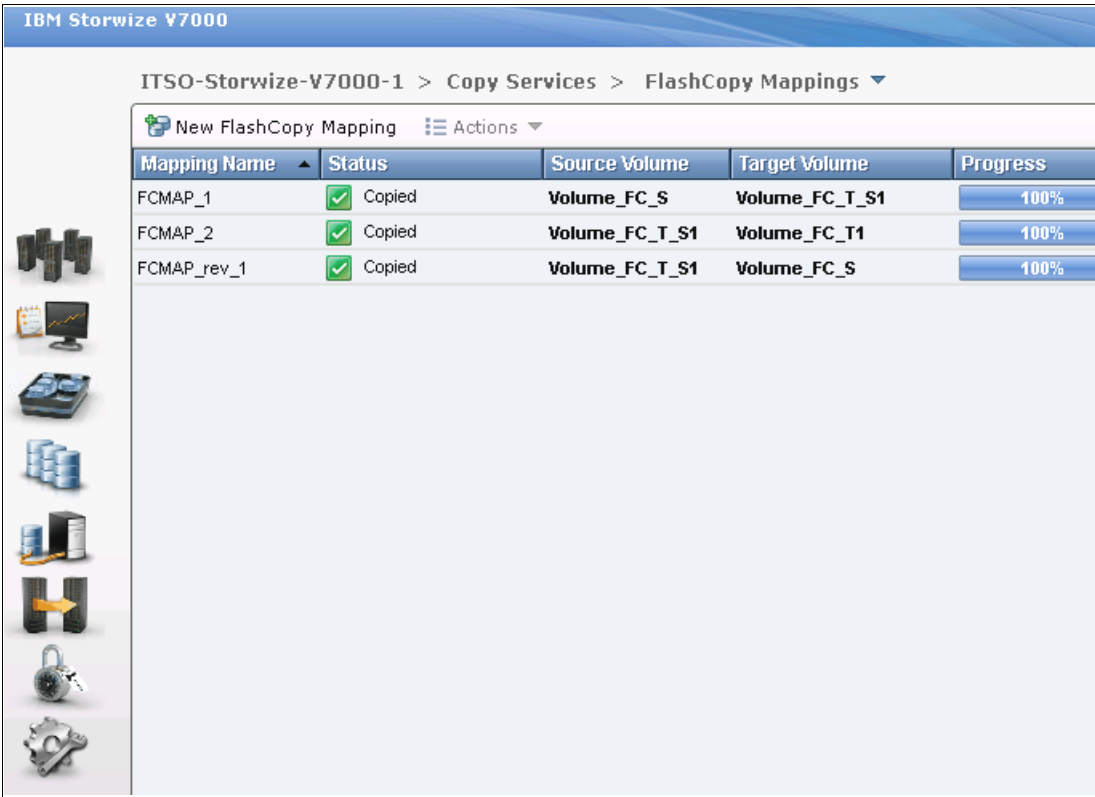 IBM Storwize V7000
ITSO-Storwize-V7000-1 > Copy Services > FlashCopy Mappings
New FlashCopy Mapping Actions
Mapping Name Status Source Volume Target Volume Progress
FCMAP_1 Copied Volume_FC_S Volume_FC_T_S1 100%
FCMAP_2 Copied Volume_FC_T_S1 Volume_FC_T1 100%
FCMAP_rev_1 Copied Volume_FC_T_S1 Volume_FC_S 100%